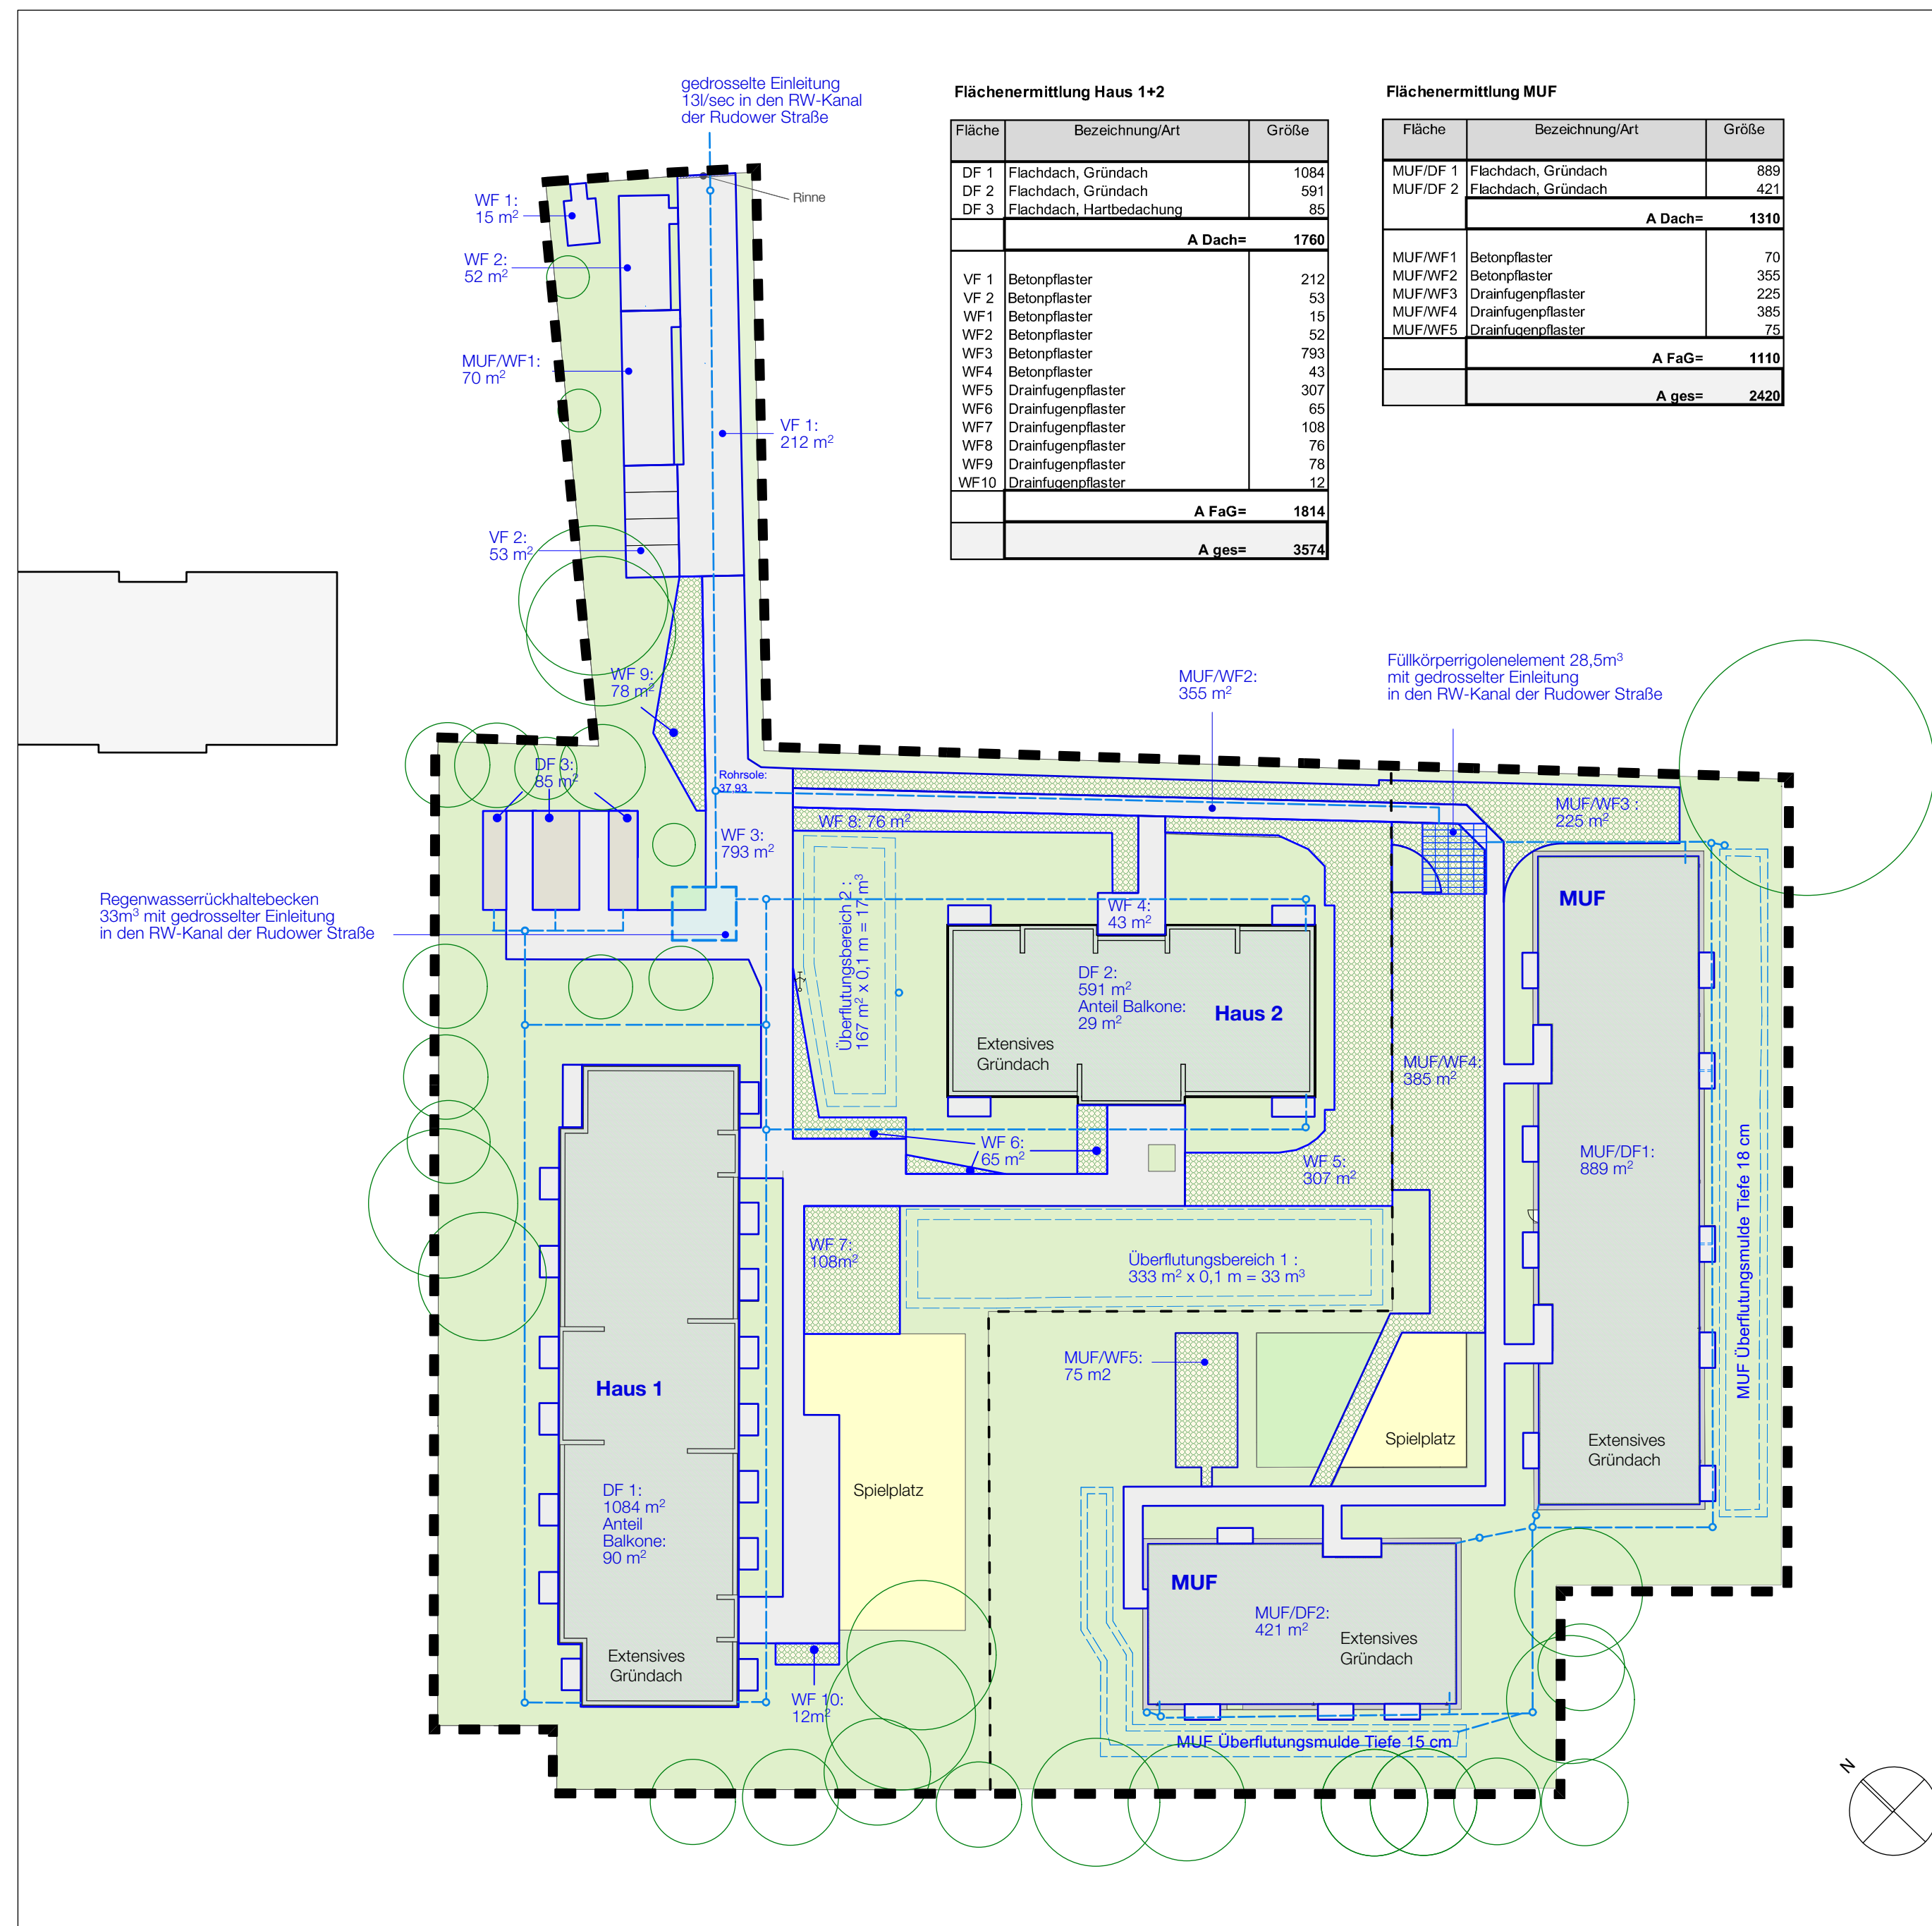 gedrosselte Einleitung
13l/sec in den RW-Kanal
der Rudower Straße
Rinne
WF 1:
15 m²
WF 2:
52 m²
MUF/WF1:
70 m²
VF 1:
212 m²
VF 2:
53 m²
WF 9:
78 m²
Flächenermittlung Haus 1+2
Fläche Bezeichnung/Art Größe
DF 1 Flachdach, Gründach 1084
DF 2 Flachdach, Gründach 591
DF 3 Flachdach, Hartbedachung 85
A Dach= 1760
VF 1 Betonpflaster 212
VF 2 Betonpflaster 53
WF1 Betonpflaster 15
WF2 Betonpflaster 52
WF3 Betonpflaster 793
WF4 Betonpflaster 43
WF5 Drainfugenpflaster 307
WF6 Drainfugenpflaster 65
WF7 Drainfugenpflaster 108
WF8 Drainfugenpflaster 76
WF9 Drainfugenpflaster 78
WF10 Drainfugenpflaster 12
A FaG= 1814
A ges= 3574
Flächenermittlung MUF
Fläche Bezeichnung/Art Größe
MUF/DF 1 Flachdach, Gründach 889
MUF/DF 2 Flachdach, Gründach 421
A Dach= 1310
MUF/WF1 Betonpflaster 70
MUF/WF2 Betonpflaster 355
MUF/WF3 Drainfugenpflaster 225
MUF/WF4 Drainfugenpflaster 385
MUF/WF5 Drainfugenpflaster 75
A FaG= 1110
A ges= 2420
MUF/WF2:
355 m²
Füllkörperrigolenelement 28,5m³
mit gedrosselter Einleitung
in den RW-Kanal der Rudower Straße
DF 3:
85 m²
Rohrsole:
37.93
WF 3:
793 m²
WF 8: 76 m²
MUF/WF3 :
225 m²
Regenwasserrückhaltebecken
33m³ mit gedrosselter Einleitung
in den RW-Kanal der Rudower Straße
Überflutungsbereich 2 :
167 m² x 0,1 m = 17 m³
WF 4:
43 m²
MUF
DF 2:
591 m²
Anteil Balkone:
29 m²
Haus 2
Extensives
Gründach
MUF/WF4:
385 m²
WF 6:
65 m²
WF 5:
307 m²
MUF/DF1:
889 m²
MUF Überflutungsmulde Tiefe 18 cm
WF 7:
108m²
Überflutungsbereich 1 :
333 m² x 0,1 m = 33 m³
Haus 1
MUF/WF5:
75 m2
Spielplatz
Extensives
Gründach
Spielplatz
DF 1:
1084 m²
Anteil
Balkone:
90 m²
Extensives
Gründach
WF 10:
12m²
MUF
MUF/DF2:
421 m²
Extensives
Gründach
MUF Überflutungsmulde Tiefe 15 cm
N